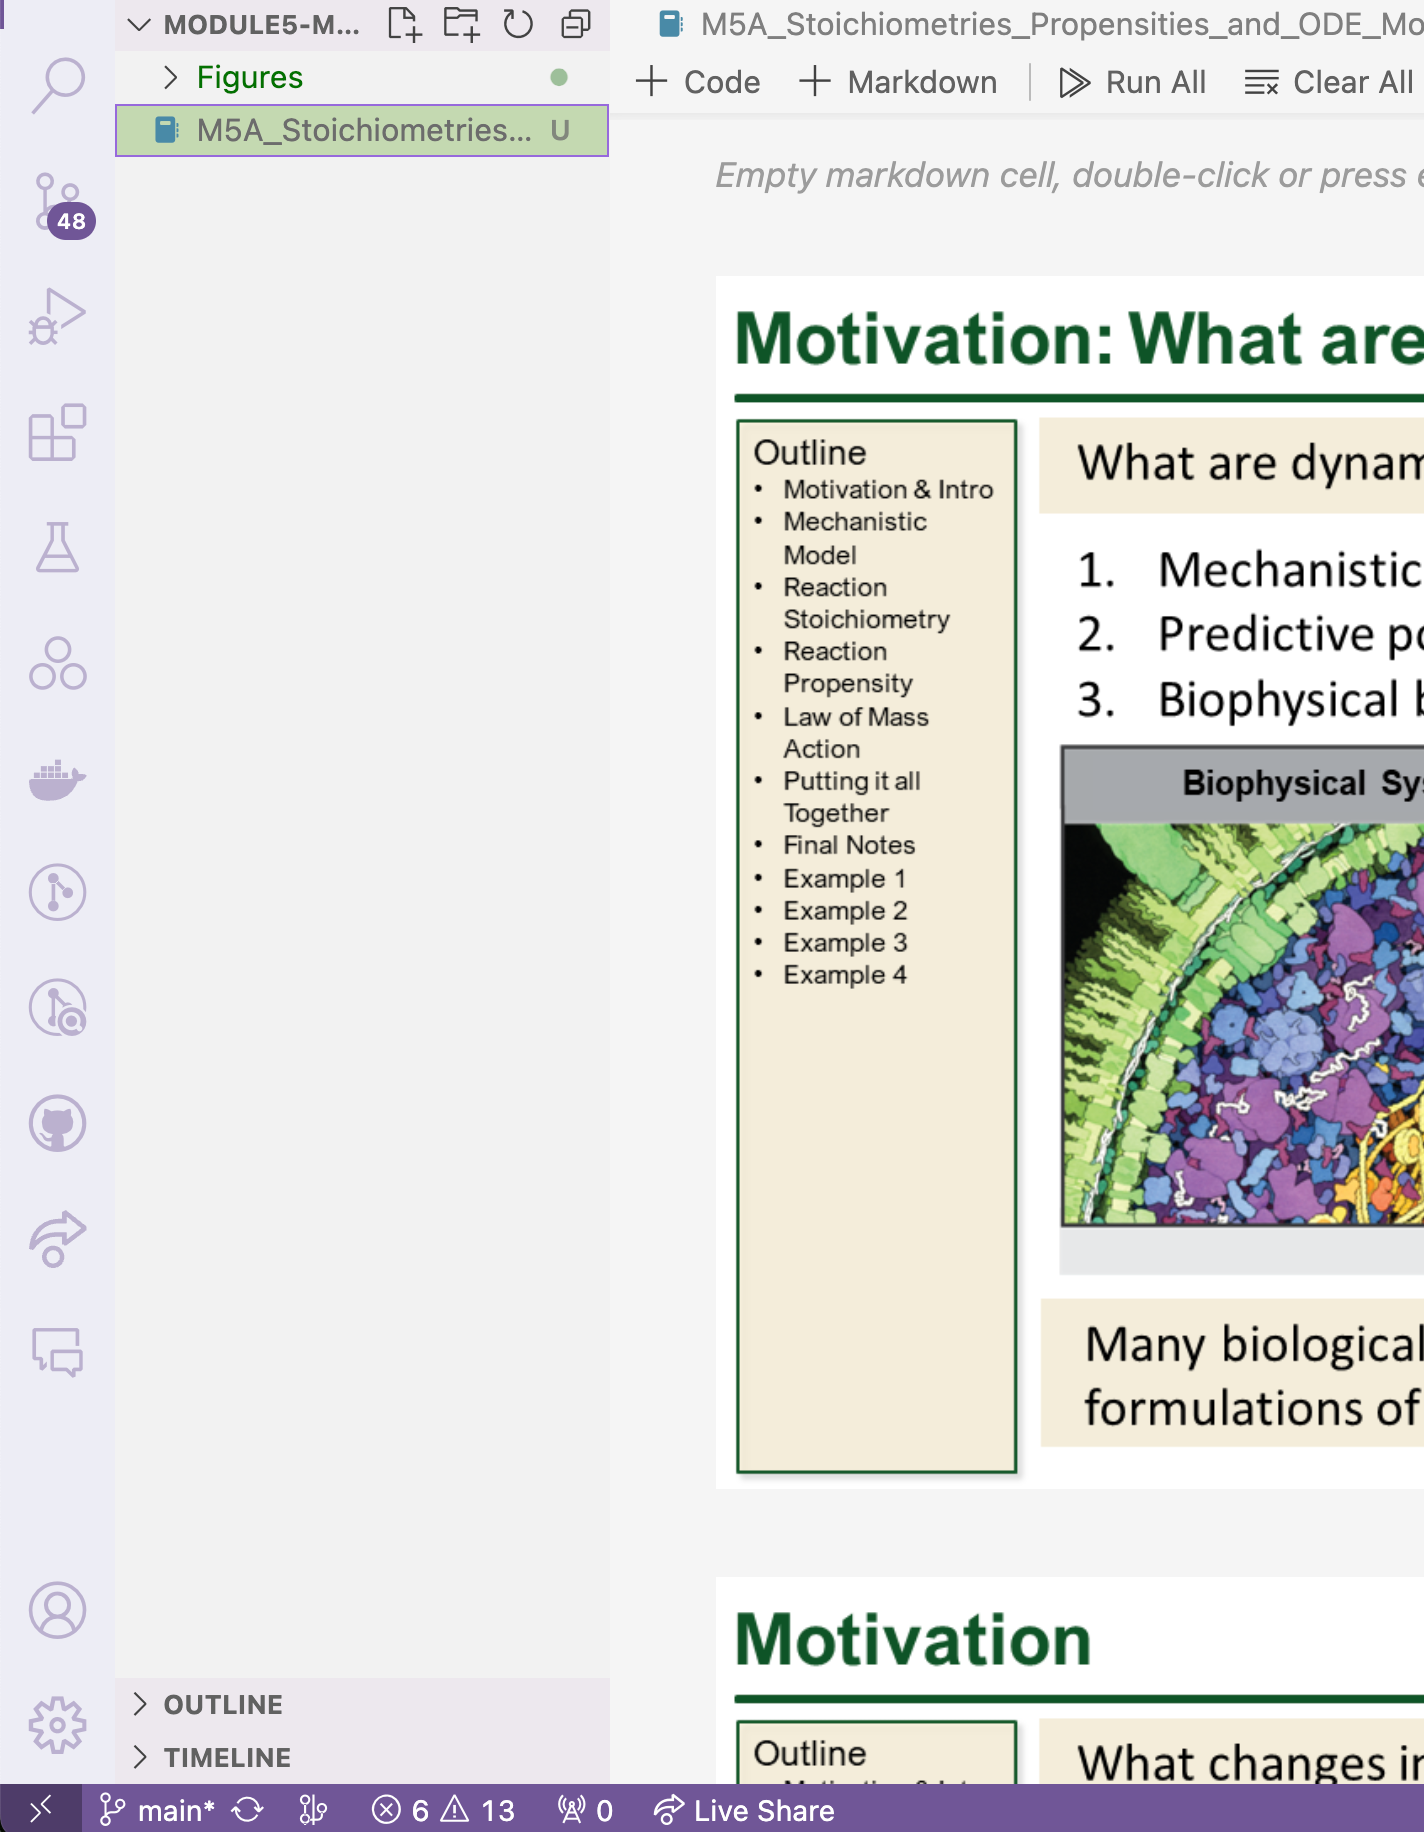 MODULE5-M...
Figures
M5A_Stoichiometries... U
48
OUTLINE
TIMELINE
M5A_Stoichiometries_Propensities_and_ODE_Mo
Code Markdown Run All Clear All
Empty markdown cell, double-click or press e
Motivation: What are
Outline
• Motivation & Intro
• Mechanistic
Model
• Reaction
Stoichiometry
• Reaction
Propensity
• Law of Mass
Action
• Putting it all
Together
• Final Notes
• Example 1
• Example 2
• Example 3
• Example 4
What are dynam
1. Mechanistic
2. Predictive po
3. Biophysical b
Biophysical Sys
Many biological
formulations of
Motivation
Outline
What changes in
main* 6 13 0 Live Share